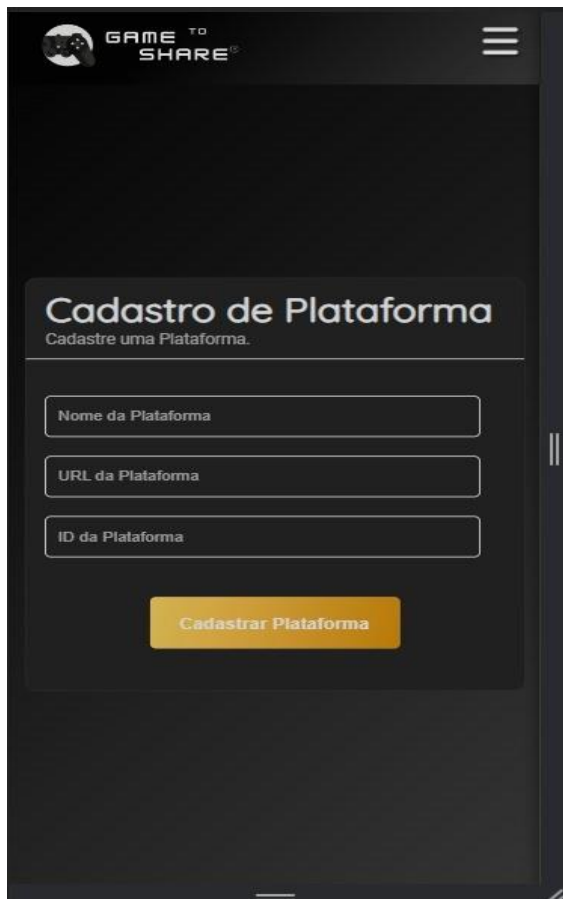 GAME TO
SHARE®
Cadastro de Plataforma
Cadastre uma Plataforma.
Nome da Plataforma
URL da Plataforma
ID da Plataforma
Cadastrar Plataforma